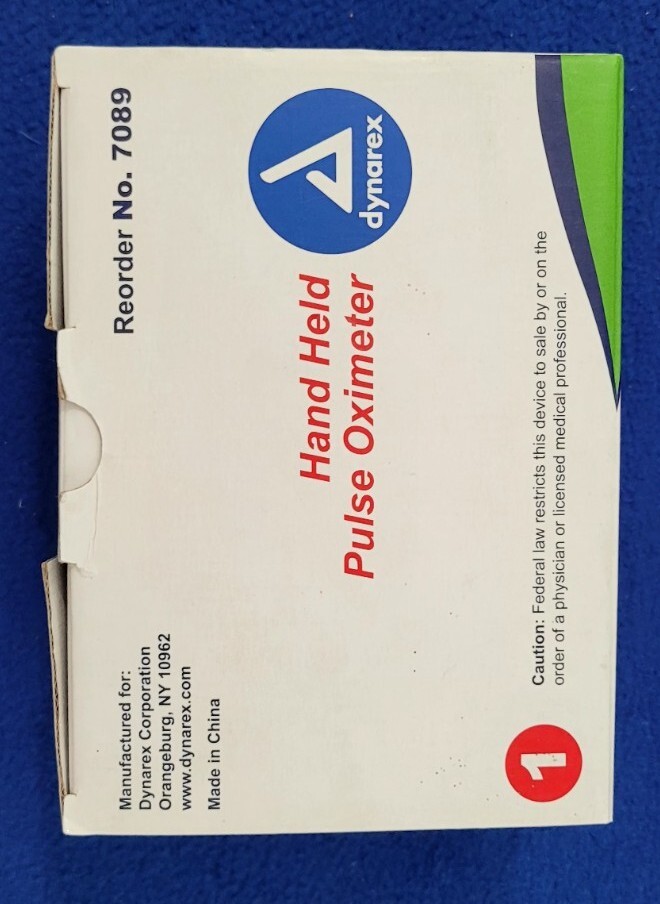 Reorder No. 7089
dynarex
Hand Held
Pulse Oximeter
Manufactured for:
Dynarex Corporation
Orangeburg, NY 10962
www.dynarex.com
Made in China
1
Caution: Federal law restricts this device to sale by or on the
order of a physician or licensed medical professional.